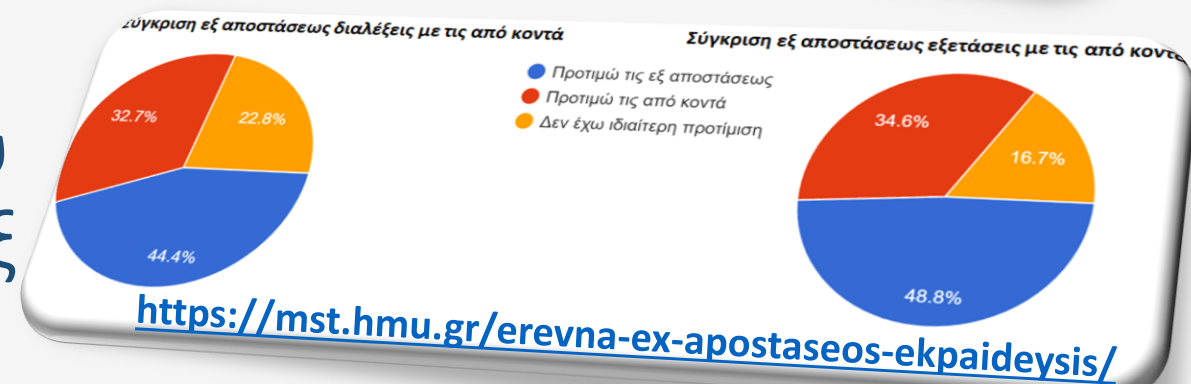 Σύγκριση εξ αποστάσεως διαλέξεις με τις από κοντά
32.7%
22.8%
44.4%
Προτιμώ τις εξ αποστάσεως
Προτιμώ τις από κοντά
Δεν έχω ιδιαίτερη προτίμιση
Σύγκριση εξ αποστάσεως εξετάσεις με τις από
34.6%
16.7%
48.8%
https://mst.hmu.gr/erevna-ex-apostaseos-ekpaideysis/